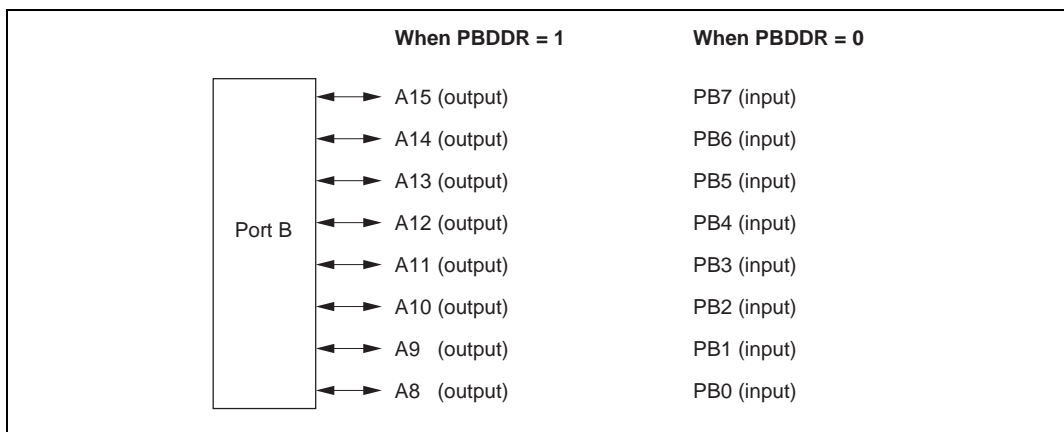 When PBDDR = 1 When PBDDR = 0
A15 (output) PB7 (input)
A14 (output) PB6 (input)
A13 (output) PB5 (input)
Port B A12 (output) PB4 (input)
A11 (output) PB3 (input)
A10 (output) PB2 (input)
A9 (output) PB1 (input)
A8 (output) PB0 (input)